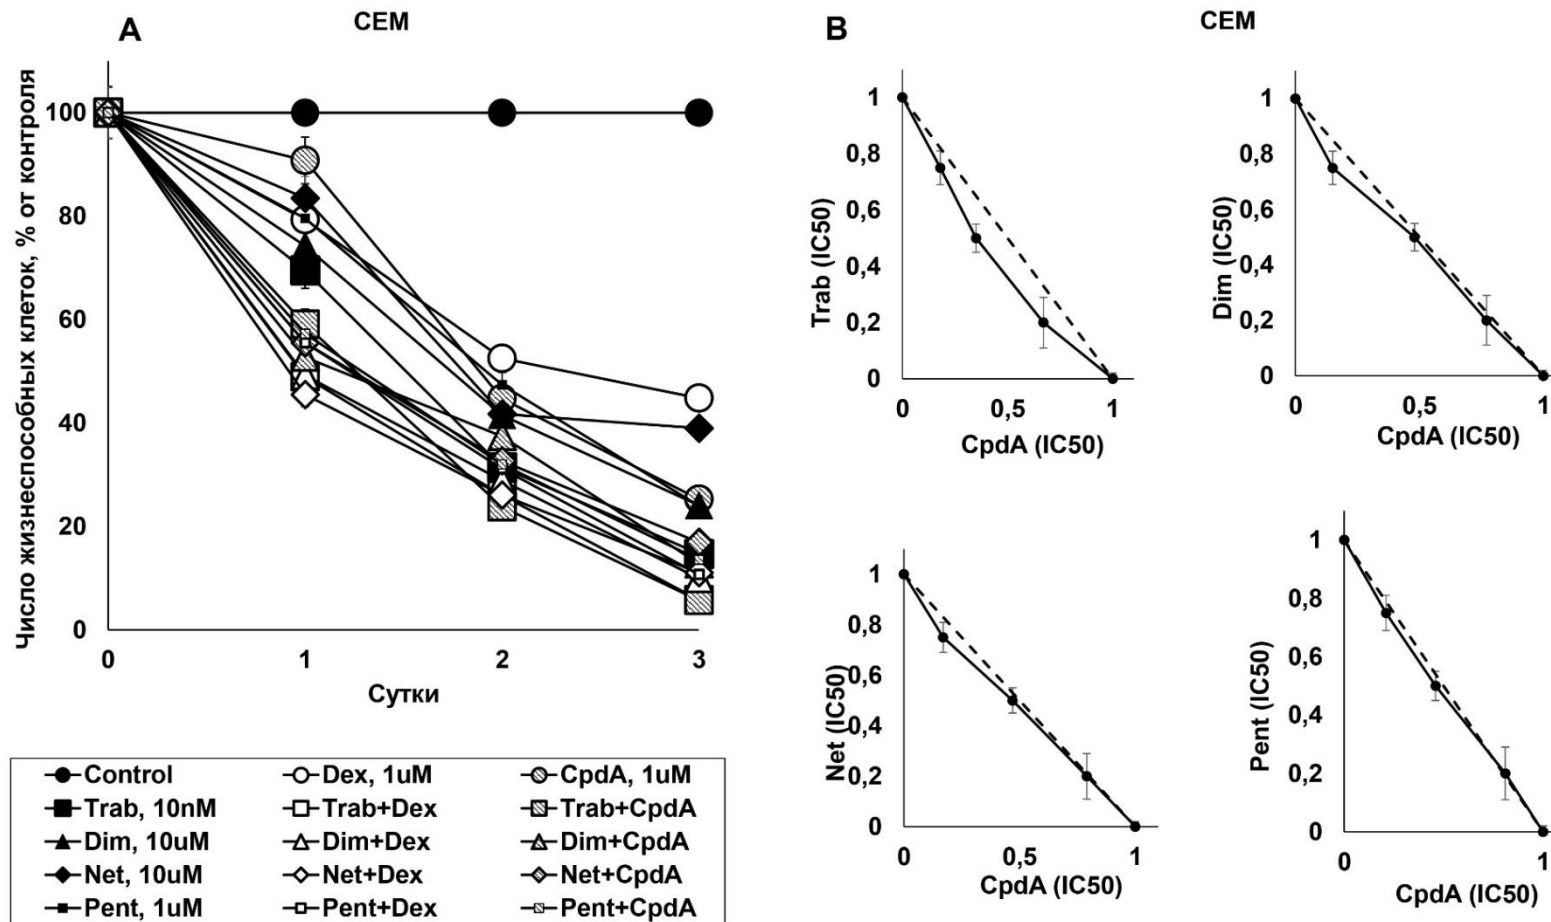 A
CEM
Число жизнеспособных клеток, % от контроля
100
80
60
40
20
0
0
1
2
3
Сутки
Control
Dex, 1uM
CpdA, 1uM
Trab, 10nM
Trab+Dex
Trab+CpdA
Dim, 10uM
Dim+Dex
Dim+CpdA
Net, 10uM
Net+Dex
Net+CpdA
Pent, 1uM
Pent+Dex
Pent+CpdA
B
CEM
Trab (IC50)
1
0,8
0,6
0,4
0,2
0
0
0,5
1
CpdA (IC50)
Dim (IC50)
1
0,8
0,6
0,4
0,2
0
0
0,5
1
CpdA (IC50)
Net (IC50)
1
0,8
0,6
0,4
0,2
0
0
0,5
1
CpdA (IC50)
Pent (IC50)
1
0,8
0,6
0,4
0,2
0
0
1
CpdA (IC50)